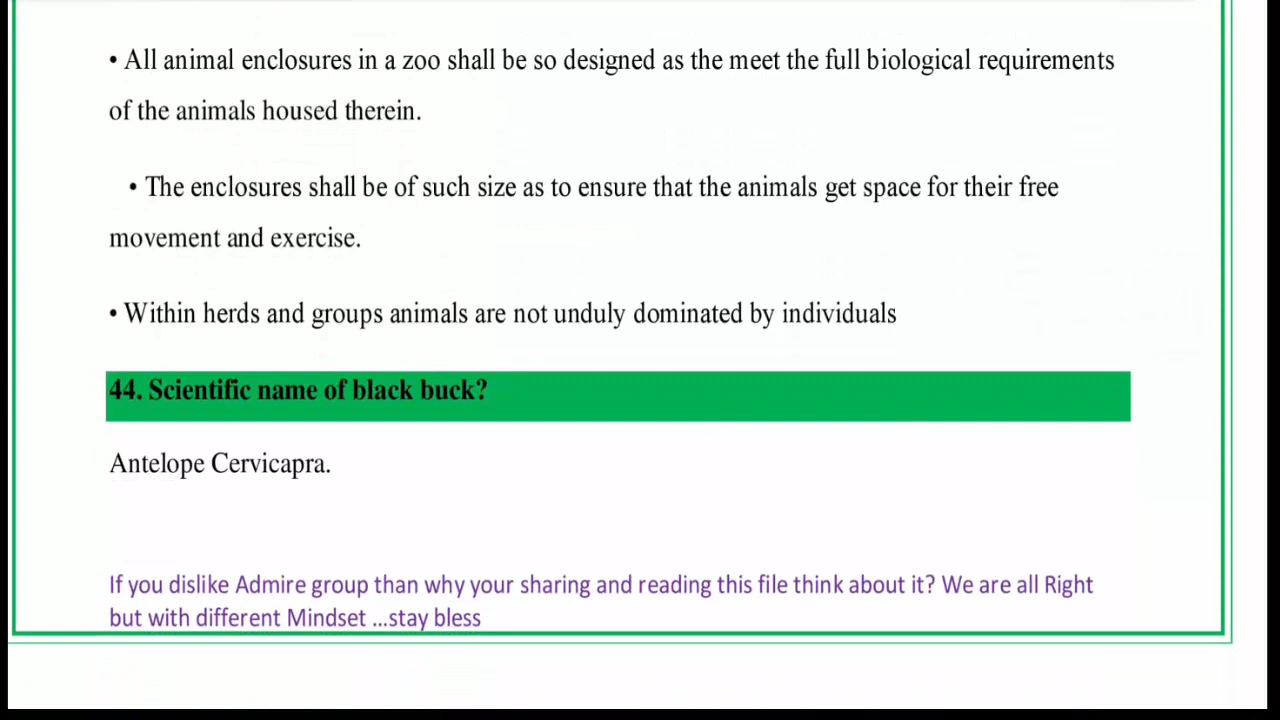 • All animal enclosures in a zoo shall be so designed as the meet the full biological requirements
of the animals housed therein.
• The enclosures shall be of such size as to ensure that the animals get space for their free
movement and exercise.
• Within herds and groups animals are not unduly dominated by individuals
44. Scientific name of black buck?
Antelope Cervicapra.
If you dislike Admire group than why your sharing and reading this file think about it? We are all Right
but with different Mindset ...stay bless